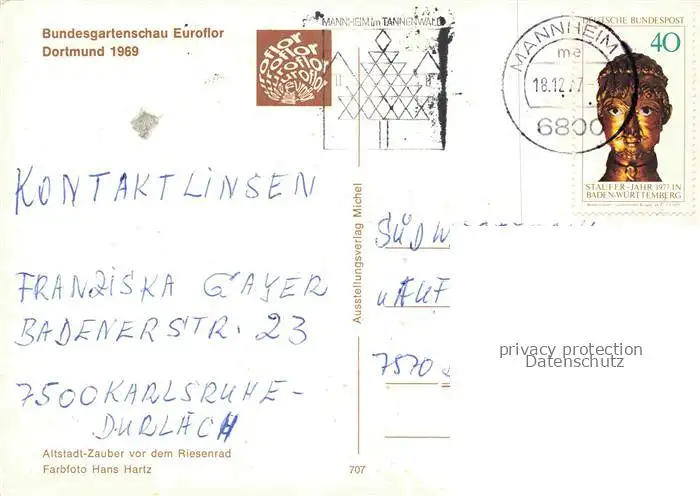 Bundesgartenschau Euroflor
Dortmund 1969
MANNHEIM im TANNENWALD
MANNHEIM
me
18.12.77
6800
DEUTSCHE BUNDESPOST
40
STAUFER-JAHR 1977 IN
BADEN-WÜRTTEMBERG
KONTAKTLINSEN
FRANZISKA GAYER
BADENERSTR. 23
7500 KARLSRUHE-
DURLACH
Altstadt-Zauber vor dem Riesenrad
Farbfoto Hans Hartz
Ausstellungsverlag Michel
707
SÜDW
7570
privacy protection
Datenschutz